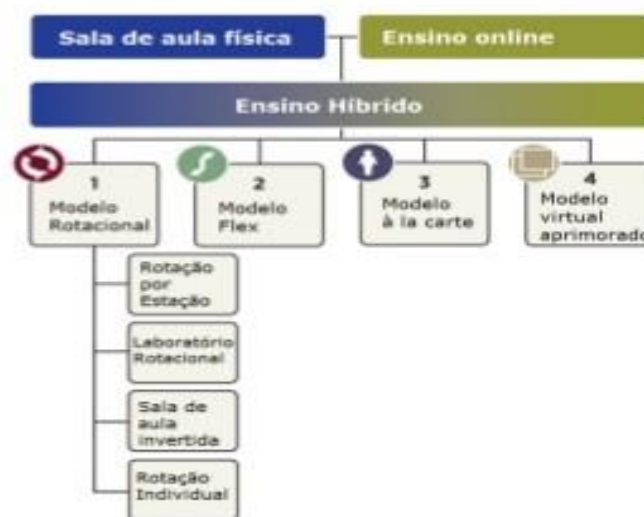 Sala de aula física
Ensino online
Ensino Híbrido
1
Modelo
Rotacional
2
Modelo
Flex
3
Modelo
à la carte
4
Modelo
virtual
aprimorado
Rotação
por
Estação
Laboratório
Rotacional
Sala de
aula
invertida
Rotação
Individual